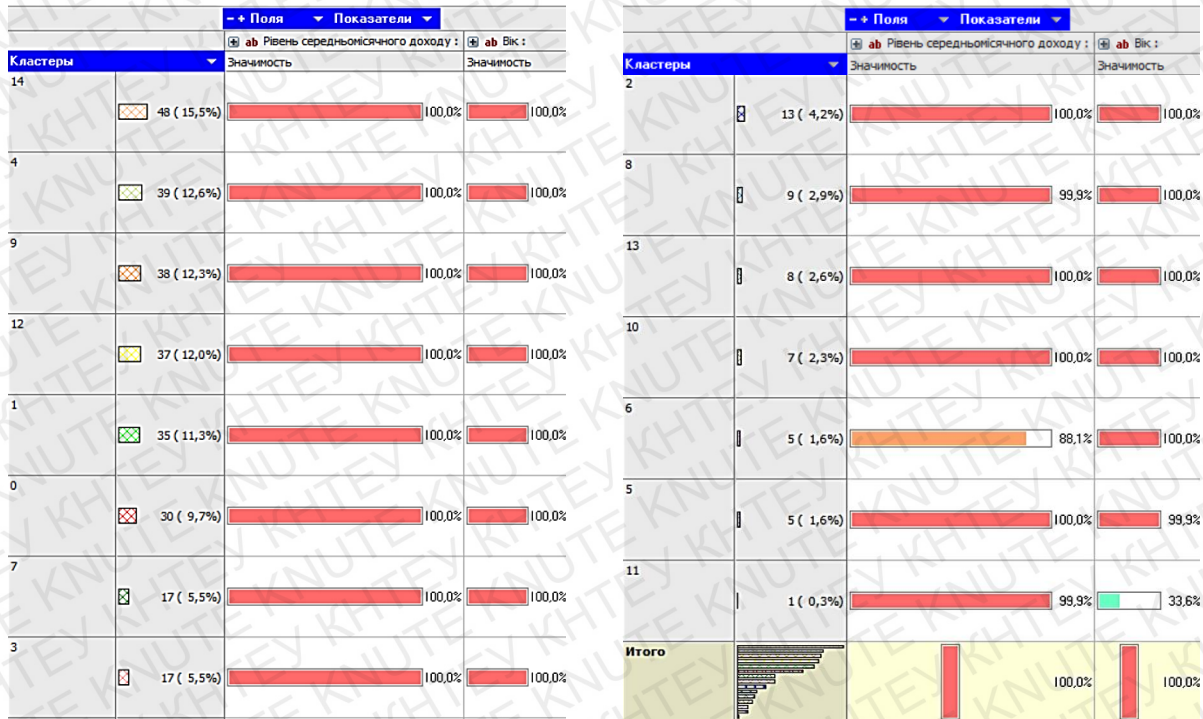 − + Поля Показатели
ab Рівень середньомісячного доходу : ab Вік :
Кластеры Значимость Значимость
14
48 ( 15,5%) 100,0% 100,0%
4
39 ( 12,6%) 100,0% 100,0%
9
38 ( 12,3%) 100,0% 100,0%
12
37 ( 12,0%) 100,0% 100,0%
1
35 ( 11,3%) 100,0% 100,0%
0
30 ( 9,7%) 100,0% 100,0%
7
17 ( 5,5%) 100,0% 100,0%
3
17 ( 5,5%) 100,0% 100,0%
− + Поля Показатели
ab Рівень середньомісячного доходу : ab Вік :
Кластеры Значимость Значимость
2
13 ( 4,2%) 100,0% 100,0%
8
9 ( 2,9%) 99,9% 100,0%
13
8 ( 2,6%) 100,0% 100,0%
10
7 ( 2,3%) 100,0% 100,0%
6
5 ( 1,6%) 88,1% 100,0%
5
5 ( 1,6%) 100,0% 99,9%
11
1 ( 0,3%) 99,9% 33,6%
Итого
100,0% 100,0%